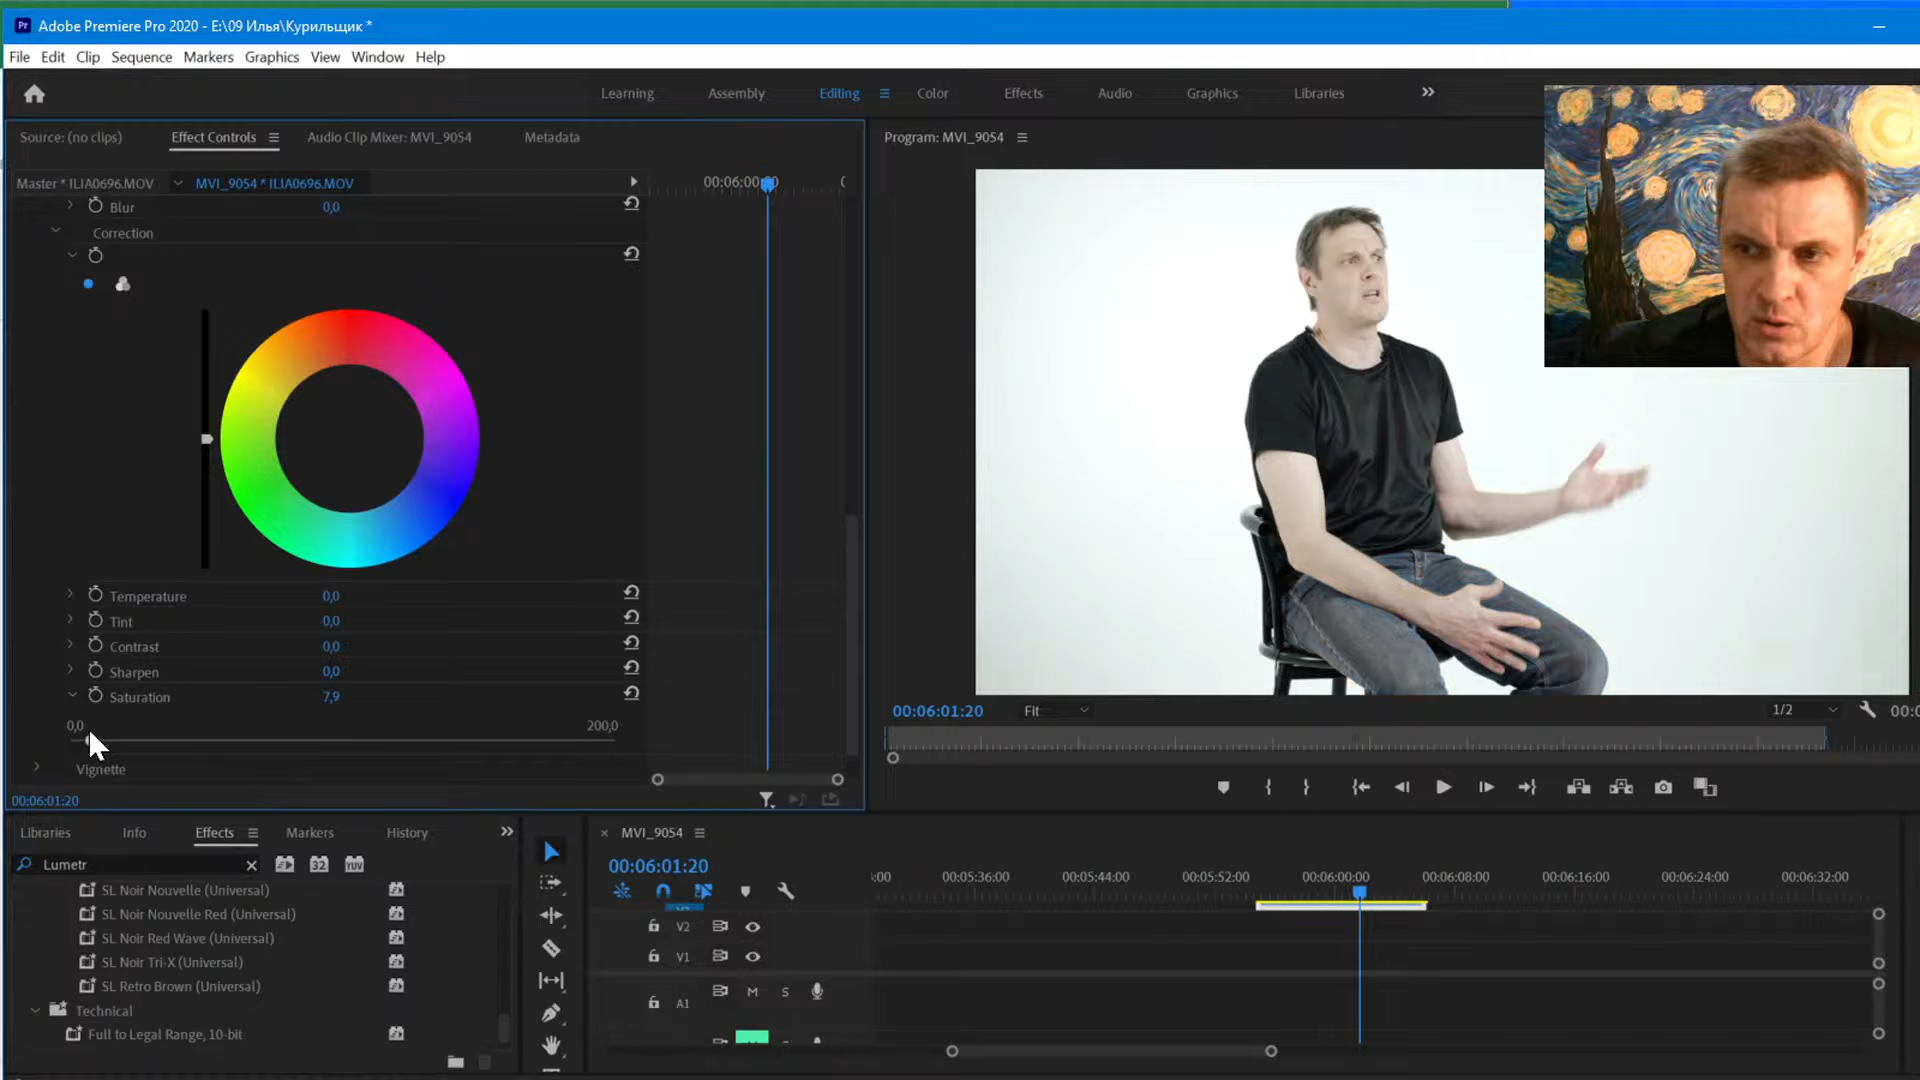 Pr Adobe Premiere Pro 2020 - E:\09 Илья\Курильщик *
File Edit Clip Sequence Markers Graphics View Window Help
Learning Assembly Editing Color Effects Audio Graphics Libraries
Source: (no clips) Effect Controls Audio Clip Mixer: MVI_9054 Metadata
Program: MVI_9054
Master * ILIA0696.MOV MVI_9054 * ILIA0696.MOV
Blur 0,0
Correction
Temperature 0,0
Tint 0,0
Contrast 0,0
Sharpen 0,0
Saturation 7,9
0,0 200,0
Vignette
00:06:01:20
00:06:01:20 Fit 1/2
Libraries Info Effects Markers History
Lumetr
32 YUV
SL Noir Nouvelle (Universal)
SL Noir Nouvelle Red (Universal)
SL Noir Red Wave (Universal)
SL Noir Tri-X (Universal)
SL Retro Brown (Universal)
Technical
Full to Legal Range, 10-bit
MVI_9054
00:06:01:20
:00 00:05:36:00 00:05:44:00 00:05:52:00 00:06:00:00 00:06:08:00 00:06:16:00 00:06:24:00 00:06:32:00
V2
V1
A1 M S